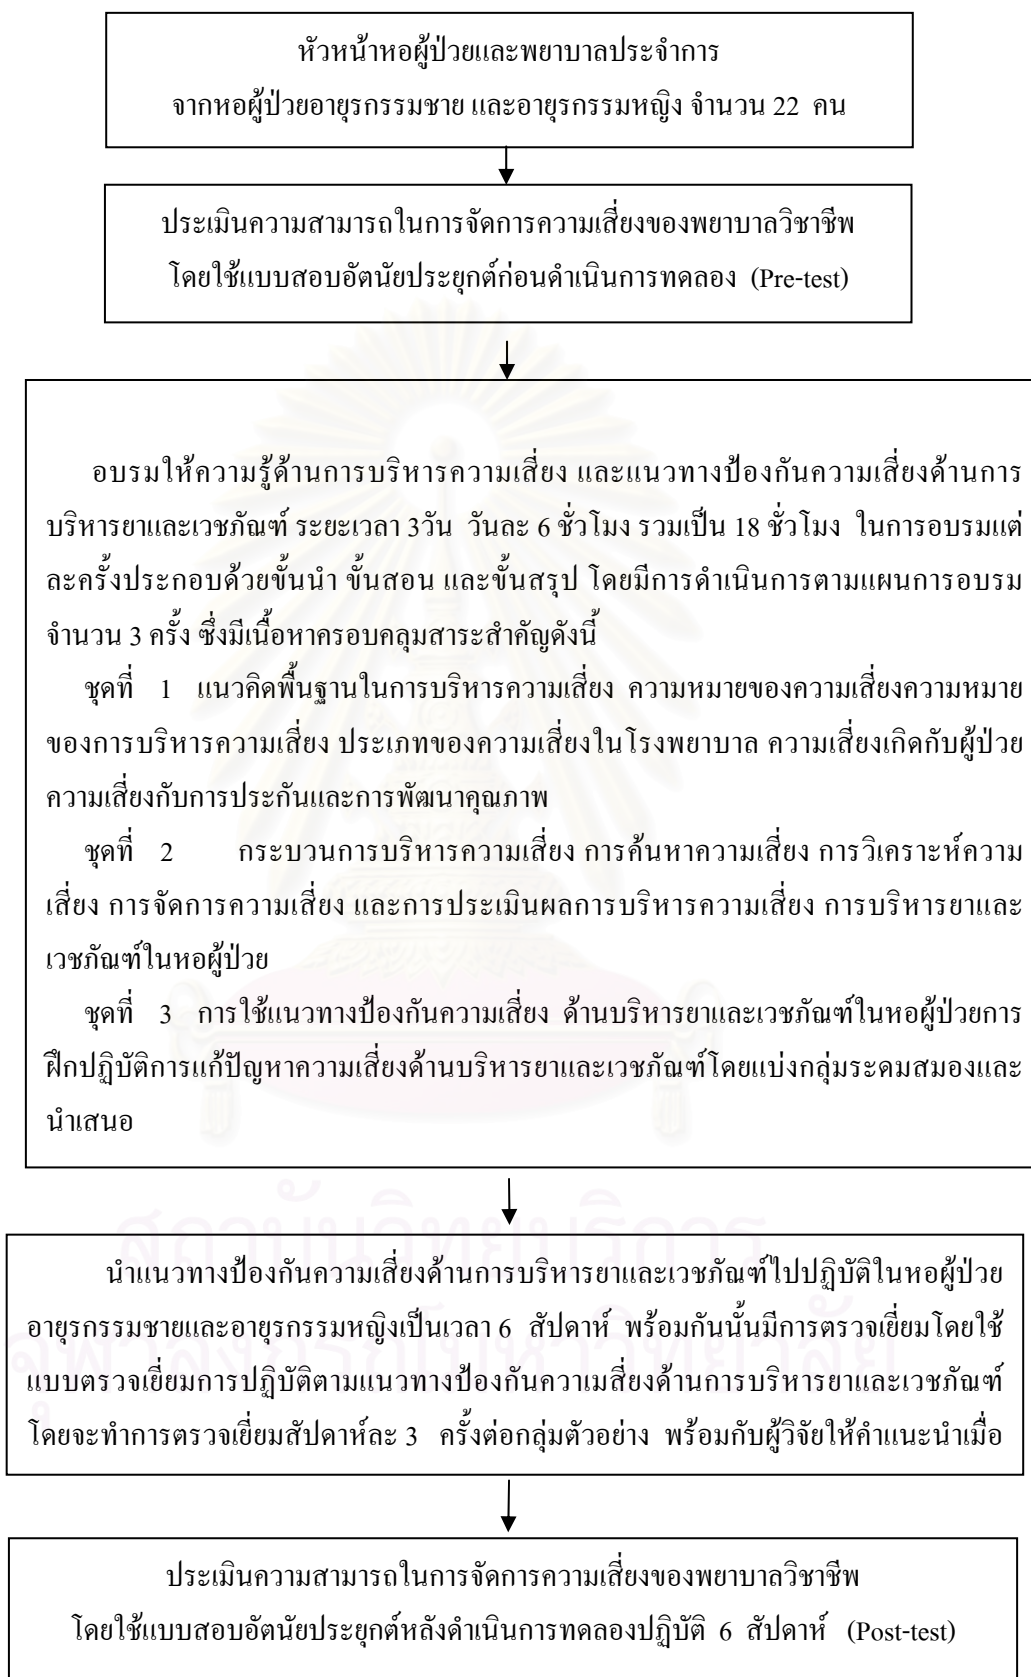 หัวหน้าหอผู้ป่วยและพยาบาลประจำการ
จากหอผู้ป่วยอายุรกรรมชาย และอายุรกรรมหญิง จำนวน 22 คน
ประเมินความสามารถในการจัดการความเสี่ยงของพยาบาลวิชาชีพ
โดยใช้แบบสอบอัตนัยประยุกต์ก่อนดำเนินการทดลอง (Pre-test)
อบรมให้ความรู้ด้านการบริหารความเสี่ยง และแนวทางป้องกันความเสี่ยงด้านการ
บริหารยาและเวชภัณฑ์ ระยะเวลา 3วัน วันละ 6 ชั่วโมง รวมเป็น 18 ชั่วโมง ในการอบรมแต่
ละครั้งประกอบด้วยขั้นนำ ขั้นสอน และขั้นสรุป โดยมีการดำเนินการตามแผนการอบรม
จำนวน 3 ครั้ง ซึ่งมีเนื้อหาครอบคลุมสาระสำคัญดังนี้
ชุดที่ 1 แนวคิดพื้นฐานในการบริหารความเสี่ยง ความหมายของความเสี่ยงความหมาย
ของการบริหารความเสี่ยง ประเภทของความเสี่ยงในโรงพยาบาล ความเสี่ยงเกิดกับผู้ป่วย
ความเสี่ยงกับการประกันและการพัฒนาคุณภาพ
ชุดที่ 2 กระบวนการบริหารความเสี่ยง การค้นหาความเสี่ยง การวิเคราะห์ความ
เสี่ยง การจัดการความเสี่ยง และการประเมินผลการบริหารความเสี่ยง การบริหารยาและ
เวชภัณฑ์ในหอผู้ป่วย
ชุดที่ 3 การใช้แนวทางป้องกันความเสี่ยง ด้านบริหารยาและเวชภัณฑ์ในหอผู้ป่วยการ
ฝึกปฏิบัติการแก้ปัญหาความเสี่ยงด้านบริหารยาและเวชภัณฑ์โดยแบ่งกลุ่มระดมสมองและ
นำเสนอ
สถาบันวิทยบริการ
นำแนวทางป้องกันความเสี่ยงด้านการบริหารยาและเวชภัณฑ์ไปปฏิบัติในหอผู้ป่วย
อายุรกรรมชายและอายุรกรรมหญิงเป็นเวลา 6 สัปดาห์ พร้อมกันนั้นมีการตรวจเยี่ยมโดยใช้
จุฬาลงกรณ์มหาวิทยาลัย
แบบตรวจเยี่ยมการปฏิบัติตามแนวทางป้องกันความเสี่ยงด้านการบริหารยาและเวชภัณฑ์
โดยจะทำการตรวจเยี่ยมสัปดาห์ละ 3 ครั้งต่อกลุ่มตัวอย่าง พร้อมกับผู้วิจัยให้คำแนะนำเมื่อ
ประเมินความสามารถในการจัดการความเสี่ยงของพยาบาลวิชาชีพ
โดยใช้แบบสอบอัตนัยประยุกต์หลังดำเนินการทดลองปฏิบัติ 6 สัปดาห์ (Post-test)